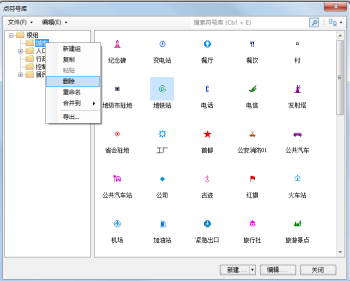 点符号库
文件(F) 编辑(E) 搜索符号库 (Ctrl + E)
根组
新建组
复制
粘贴
删除
重命名
合并到
导出...
人口
行政
控制
居民
纪念碑 变电站 餐厅 餐饮 村
地级市驻地 地铁站 电话 电信 发射塔
省会驻地 工厂 首都 公安消防01 公共汽车
公共汽车站 公司 古迹 红旗 火车站
机场 加油站 紧急出口 旅行社 旅游景点
新建... 编辑... 关闭